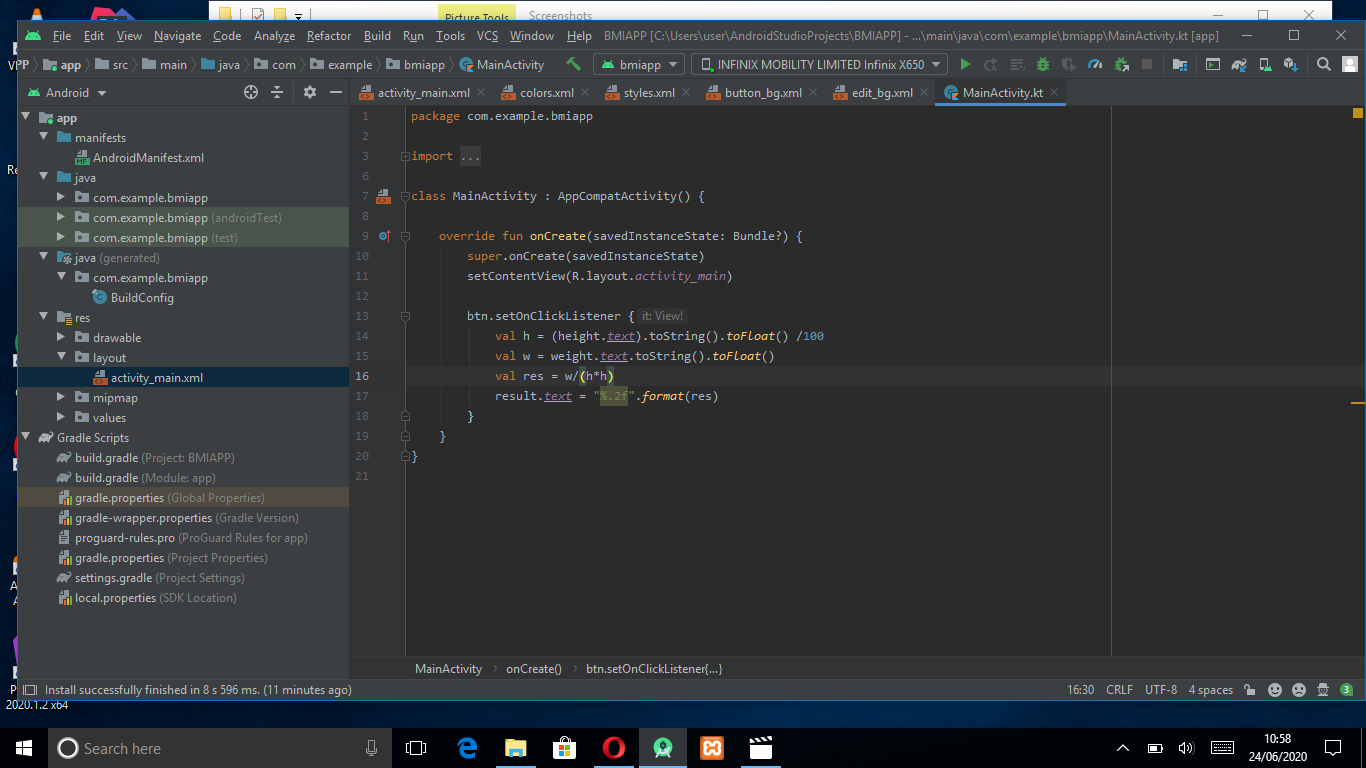 Picture Tools Screenshots
File Edit View Navigate Code Analyze Refactor Build Run Tools VCS Window Help BMIAPP [C:\Users\user\AndroidStudioProjects\BMIAPP] - ...\main\java\com\example\bmiapp\MainActivity.kt [app]
PP app src main java com example bmiapp MainActivity bmiapp INFINIX MOBILITY LIMITED Infinix X650
Android activity_main.xml colors.xml styles.xml button_bg.xml edit_bg.xml MainActivity.kt
app
manifests
AndroidManifest.xml
java
com.example.bmiapp
com.example.bmiapp (androidTest)
com.example.bmiapp (test)
java (generated)
com.example.bmiapp
BuildConfig
res
drawable
layout
activity_main.xml
mipmap
values
Gradle Scripts
build.gradle (Project: BMIAPP)
build.gradle (Module: app)
gradle.properties (Global Properties)
gradle-wrapper.properties (Gradle Version)
proguard-rules.pro (ProGuard Rules for app)
gradle.properties (Project Properties)
settings.gradle (Project Settings)
local.properties (SDK Location)
1 package com.example.bmiapp
2
3 import ...
6
7 class MainActivity : AppCompatActivity() {
8
9 override fun onCreate(savedInstanceState: Bundle?) {
10 super.onCreate(savedInstanceState)
11 setContentView(R.layout.activity_main)
12
13 btn.setOnClickListener { it: View!
14 val h = (height.text).toString().toFloat() /100
15 val w = weight.text.toString().toFloat()
16 val res = w/(h*h)
17 result.text = "%.2f".format(res)
18 }
19 }
20 }
21
MainActivity onCreate() btn.setOnClickListener{...}
Install successfully finished in 8 s 596 ms. (11 minutes ago) 16:30 CRLF UTF-8 4 spaces 3
2020.1.2 x64
Search here
10:58
24/06/2020